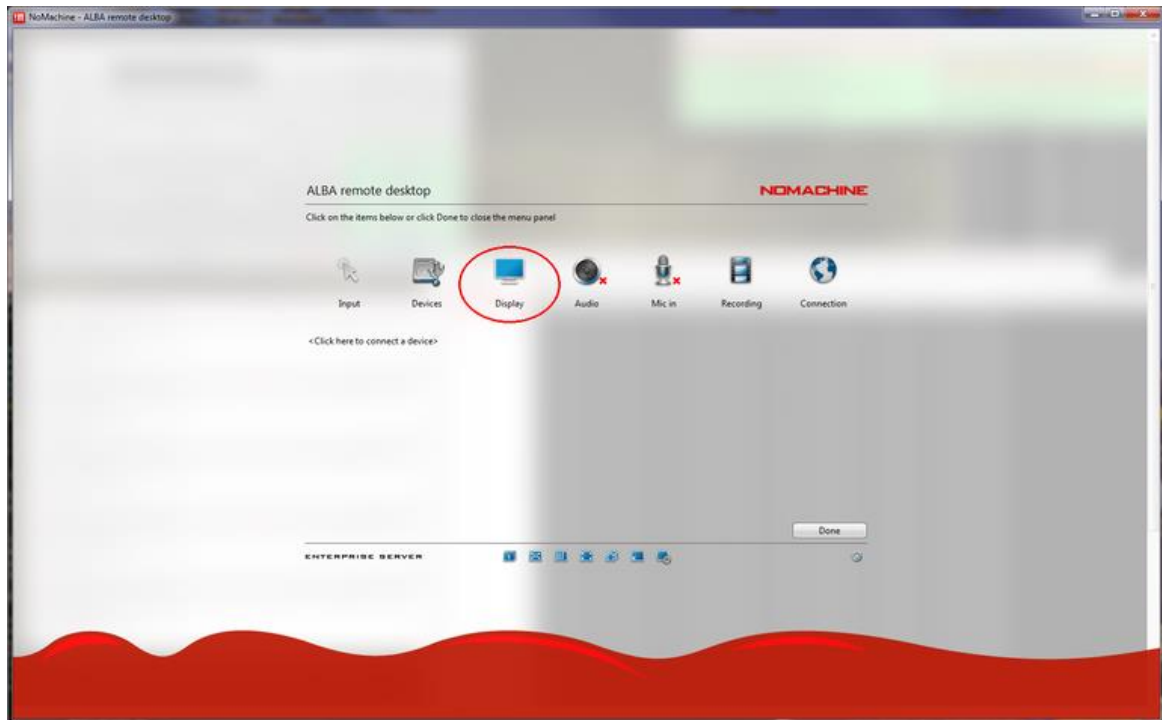 NoMachine - ALBA remote desktop
ALBA remote desktop
NOMACHINE
Click on the items below or click Done to close the menu panel
Input Devices Display Audio Mic in Recording Connection
<Click here to connect a device>
Done
ENTERPRISE SERVER